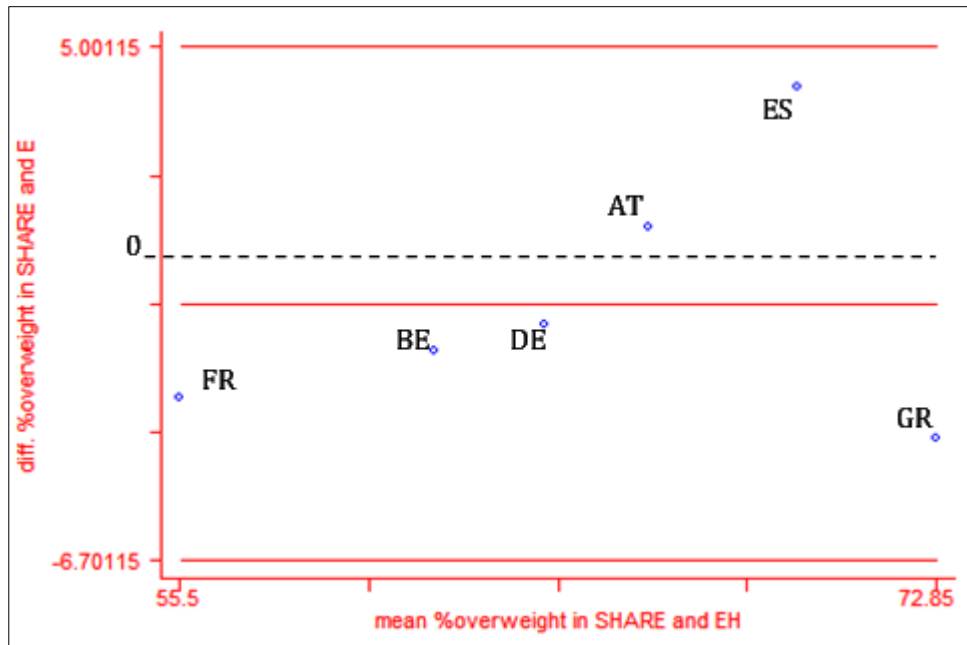 5.00115
ES
AT
0
diff. %overweight in SHARE and E
BE
DE
FR
GR
-6.70115
55.5
72.85
mean %overweight in SHARE and EH